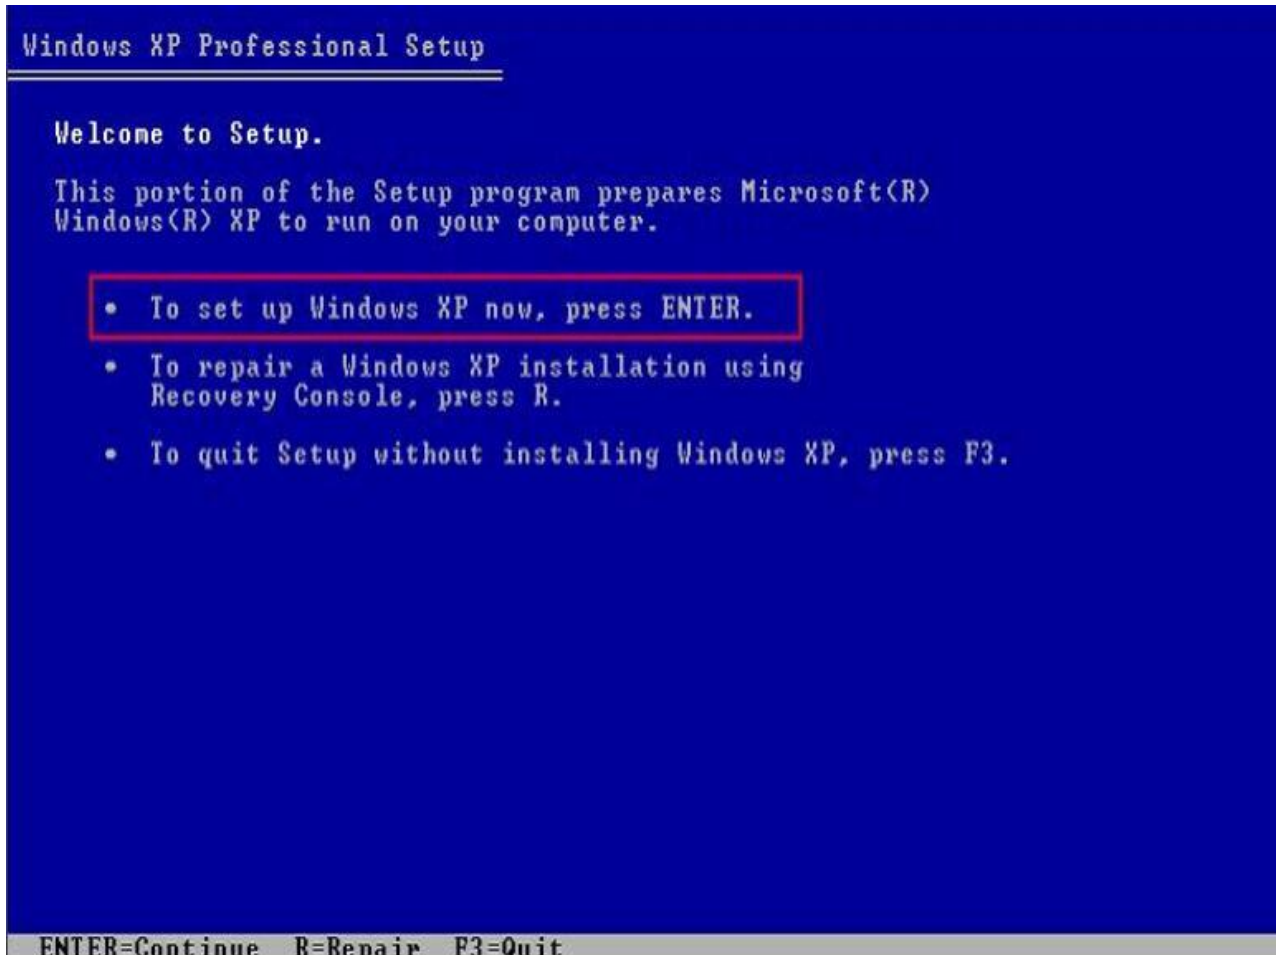 Windows XP Professional Setup
Welcome to Setup.
This portion of the Setup program prepares Microsoft(R)
Windows(R) XP to run on your computer.
• To set up Windows XP now, press ENTER.
• To repair a Windows XP installation using
Recovery Console, press R.
• To quit Setup without installing Windows XP, press F3.
ENTER=Continue R=Repair F3=Quit